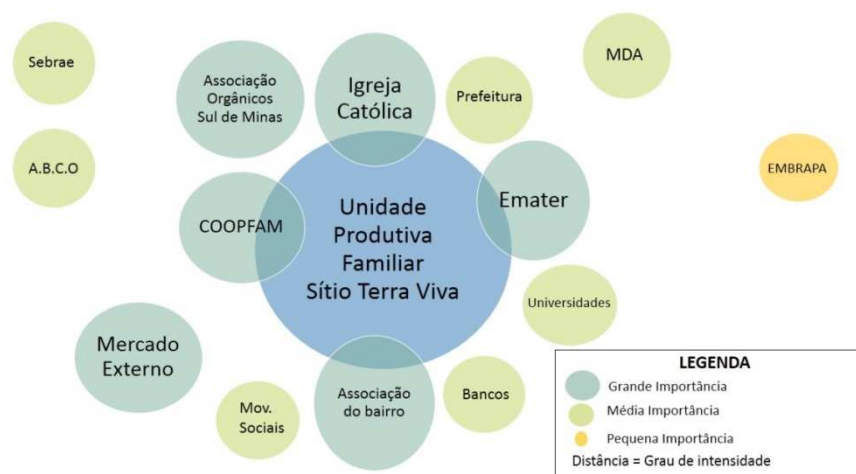 Sebrae
Associação
Orgânicos
Sul de Minas
Igreja
Católica
Prefeitura
MDA
A.B.C.O
EMBRAPA
COOPFAM
Unidade
Produtiva
Familiar
Sítio Terra Viva
Emater
Universidades
Mercado
Externo
Mov.
Sociais
Associação
do bairro
Bancos
LEGENDA
Grande Importância
Média Importância
Pequena Importância
Distância = Grau de intensidade